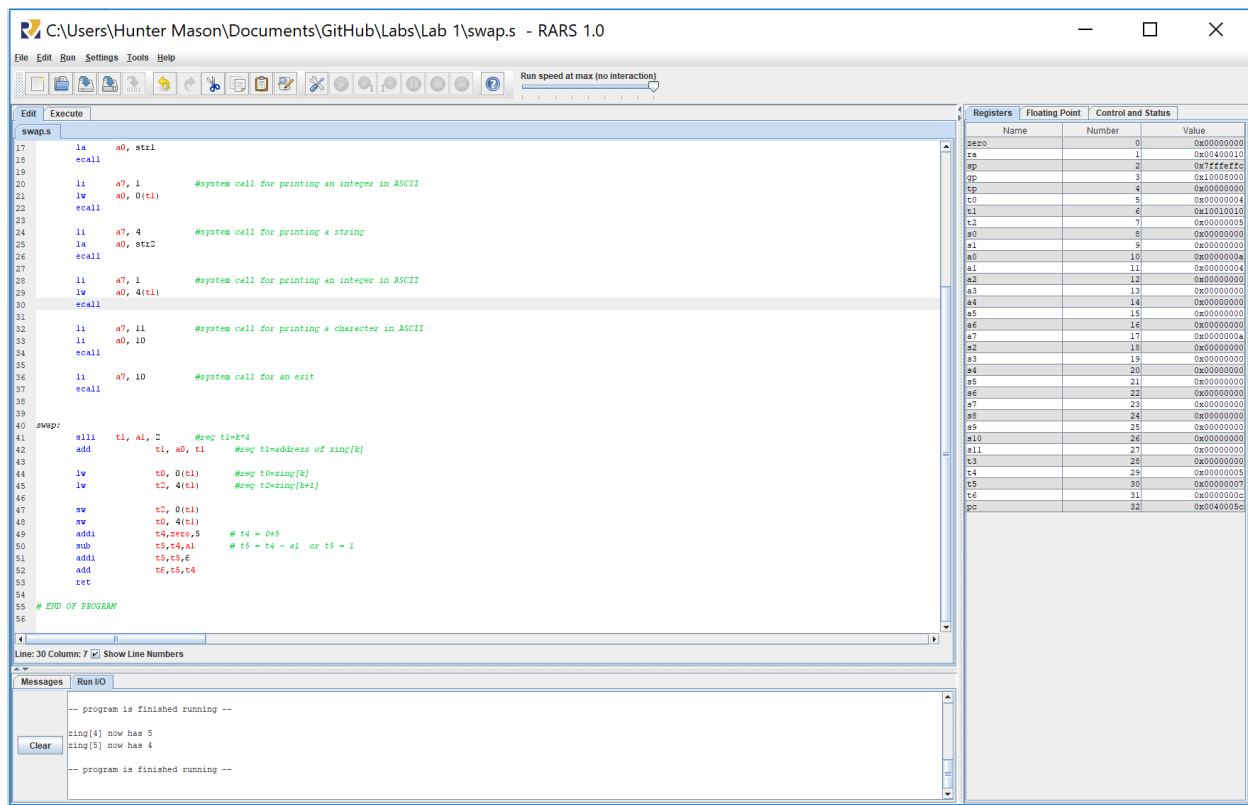 C:\Users\Hunter Mason\Documents\GitHub\Labs\Lab 1\swap.s - RARS 1.0
File Edit Run Settings Tools Help
Run speed at max (no interaction)
Edit Execute
swap.s
17 la a0, str1
18 ecall
19
20 li a7, 1 #system call for printing an integer in ASCII
21 lw a0, 0(t1)
22 ecall
23
24 li a7, 4 #system call for printing a string
25 la a0, str2
26 ecall
27
28 li a7, 1 #system call for printing an integer in ASCII
29 lw a0, 4(t1)
30 ecall
31
32 li a7, 11 #system call for printing a character in ASCII
33 li a0, 10
34 ecall
35
36 li a7, 10 #system call for an exit
37 ecall
38
39
40 swap:
41 slli t1, a1, 2 #reg t1=k*4
42 add t1, a0, t1 #reg t1=address of zing[k]
43
44 lw t0, 0(t1) #reg t0=zing[k]
45 lw t2, 4(t1) #reg t2=zing[k+1]
46
47 sw t2, 0(t1)
48 sw t0, 4(t1)
49 addi t4,zero,5 # t4 = 0+5
50 sub t5,t4,a1 # t5 = t4 - a1 or t5 = 1
51 addi t5,t5,6
52 add t6,t5,t4
53 ret
54
55 # END OF PROGRAM
56
Line: 30 Column: 7 Show Line Numbers
Messages Run I/O
-- program is finished running --
zing[4] now has 5
zing[5] now has 4
-- program is finished running --
Clear
Registers Floating Point Control and Status
Name Number Value
zero 0 0x00000000
ra 1 0x00400010
sp 2 0x7fffeffc
gp 3 0x10008000
tp 4 0x00000000
t0 5 0x00000004
t1 6 0x10010010
t2 7 0x00000005
s0 8 0x00000000
s1 9 0x00000000
a0 10 0x0000000a
a1 11 0x00000004
a2 12 0x00000000
a3 13 0x00000000
a4 14 0x00000000
a5 15 0x00000000
a6 16 0x00000000
a7 17 0x0000000a
s2 18 0x00000000
s3 19 0x00000000
s4 20 0x00000000
s5 21 0x00000000
s6 22 0x00000000
s7 23 0x00000000
s8 24 0x00000000
s9 25 0x00000000
s10 26 0x00000000
s11 27 0x00000000
t3 28 0x00000000
t4 29 0x00000005
t5 30 0x00000007
t6 31 0x0000000c
pc 32 0x0040005c